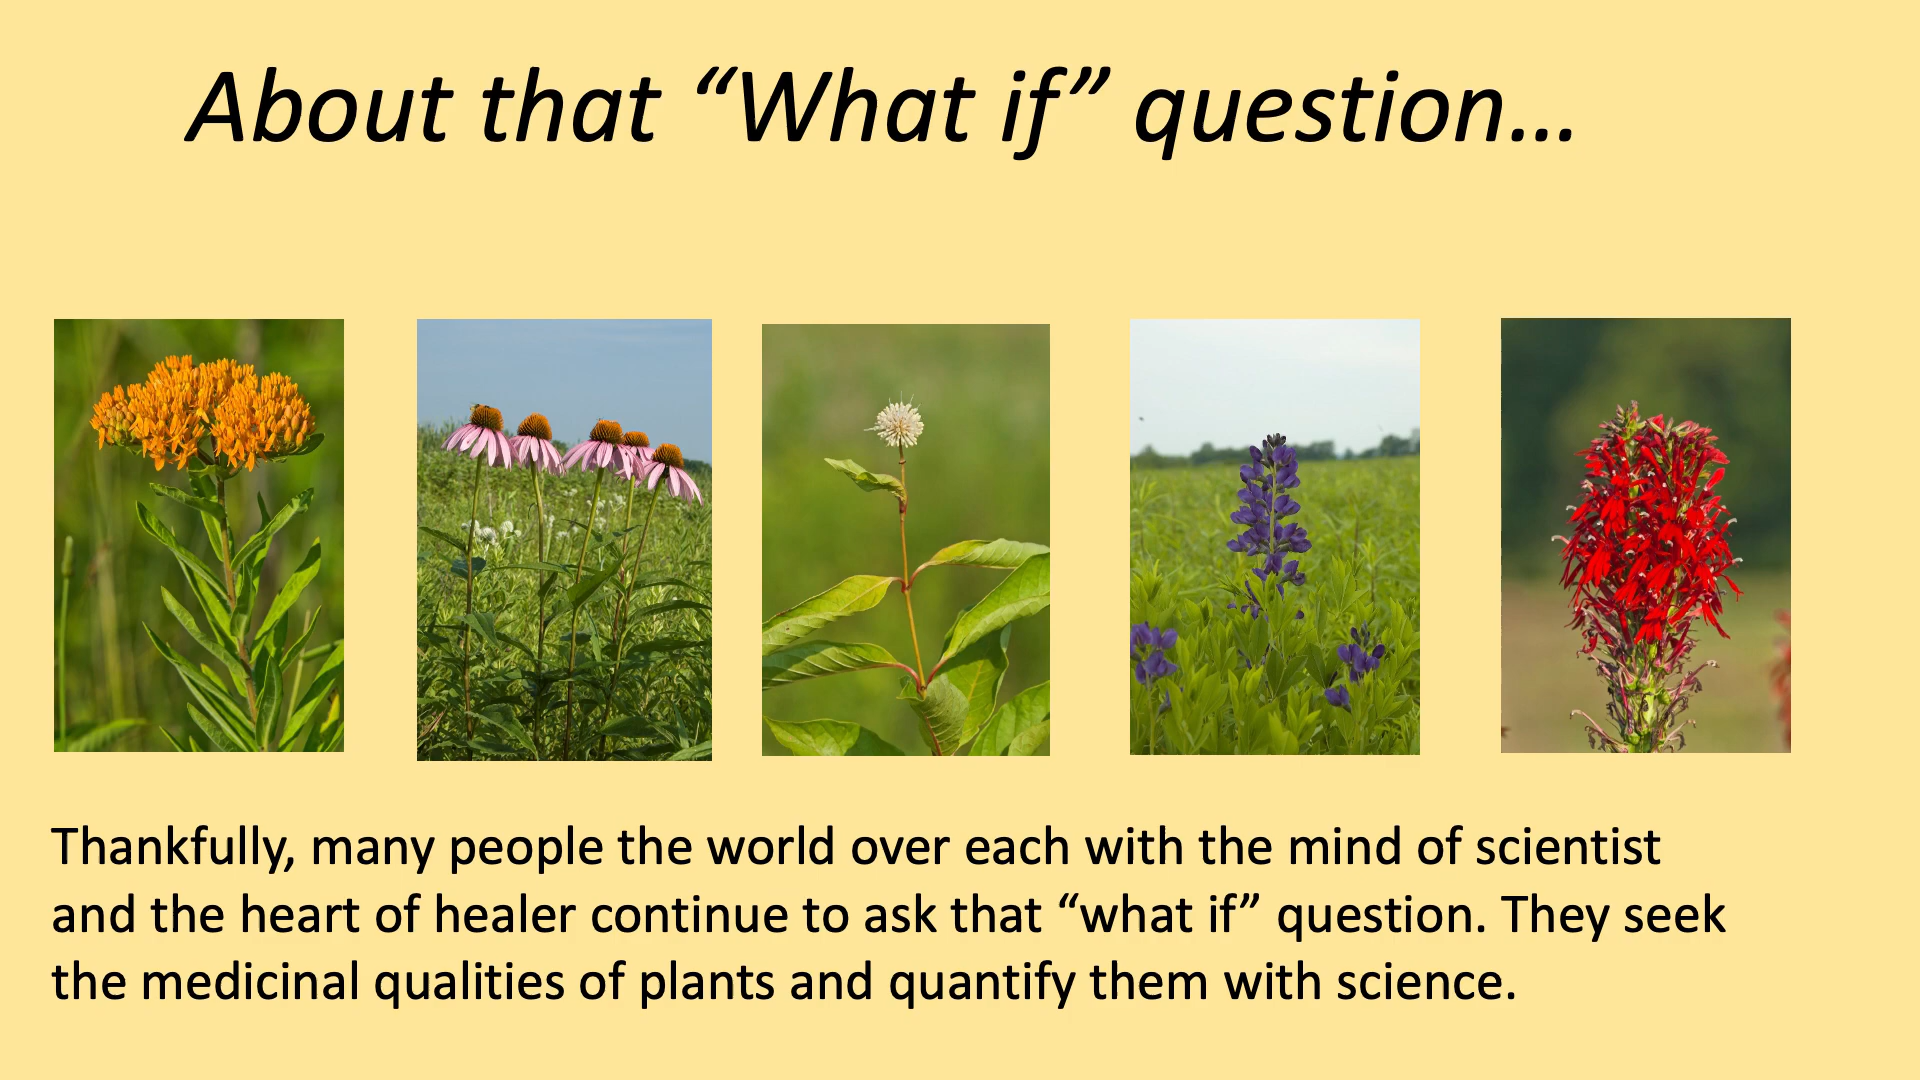 About that “What if” question…
Thankfully, many people the world over each with the mind of scientist
and the heart of healer continue to ask that “what if” question. They seek
the medicinal qualities of plants and quantify them with science.